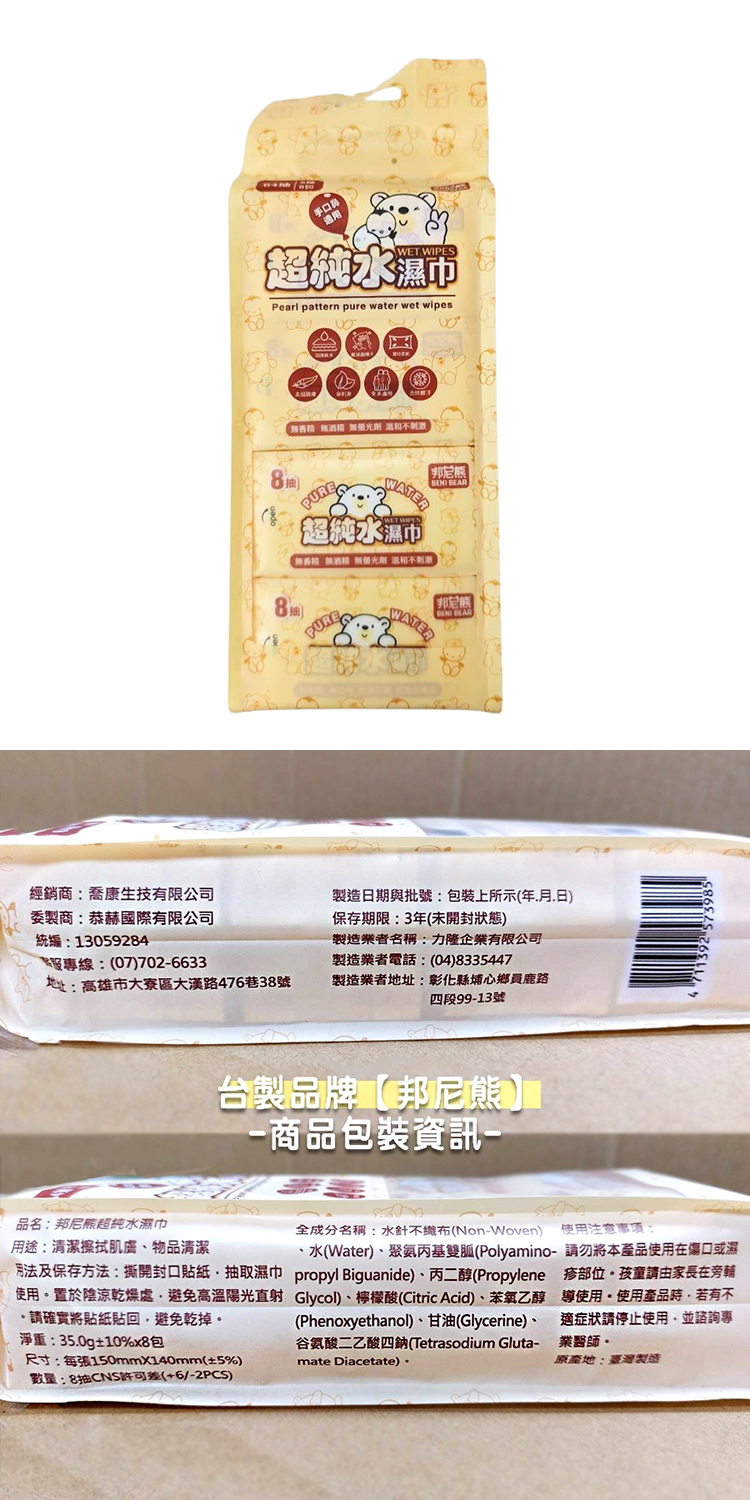 64抽
8包
手口鼻
適用
超純水濕巾
WET WIPES
Pearl pattern pure water wet wipes
無香精 無酒精 無螢光劑 溫和不刺激
8抽
邦尼熊
BENI BEAR
PURE WATER
open
超純水濕巾
WET WIPES
無香精 無酒精 無螢光劑 溫和不刺激
8抽
邦尼熊
BENI BEAR
PURE WATER
經銷商：喬康生技有限公司
委製商：恭赫國際有限公司
統編：13059284
專線：(07)702-6633
地址：高雄市大寮區大漢路476巷38號
製造日期與批號：包裝上所示(年.月.日)
保存期限：3年(未開封狀態)
製造業者名稱：力隆企業有限公司
製造業者電話：(04)8335447
製造業者地址：彰化縣埔心鄉員鹿路
四段99-13號
4 711392 573985
台製品牌【邦尼熊】
-商品包裝資訊-
品名：邦尼熊超純水濕巾
用途：清潔擦拭肌膚、物品清潔
用法及保存方法：撕開封口貼紙，抽取濕巾
使用。置於陰涼乾燥處，避免高溫陽光直射
。請確實將貼紙貼回，避免乾掉。
淨重：35.0g±10%x8包
尺寸：每張150mmX140mm(±5%)
數量：8抽CNS許可差(+6/-2PCS)
全成分名稱：水針不織布(Non-Woven)
、水(Water)、聚氨丙基雙胍(Polyamino-
propyl Biguanide)、丙二醇(Propylene
Glycol)、檸檬酸(Citric Acid)、苯氧乙醇
(Phenoxyethanol)、甘油(Glycerine)、
谷氨酸二乙酸四鈉(Tetrasodium Gluta-
mate Diacetate)。
使用注意事項：
請勿將本產品使用在傷口或濕
疹部位。孩童請由家長在旁輔
導使用。使用產品時，若有不
適症狀請停止使用，並諮詢專
業醫師。
原產地：臺灣製造